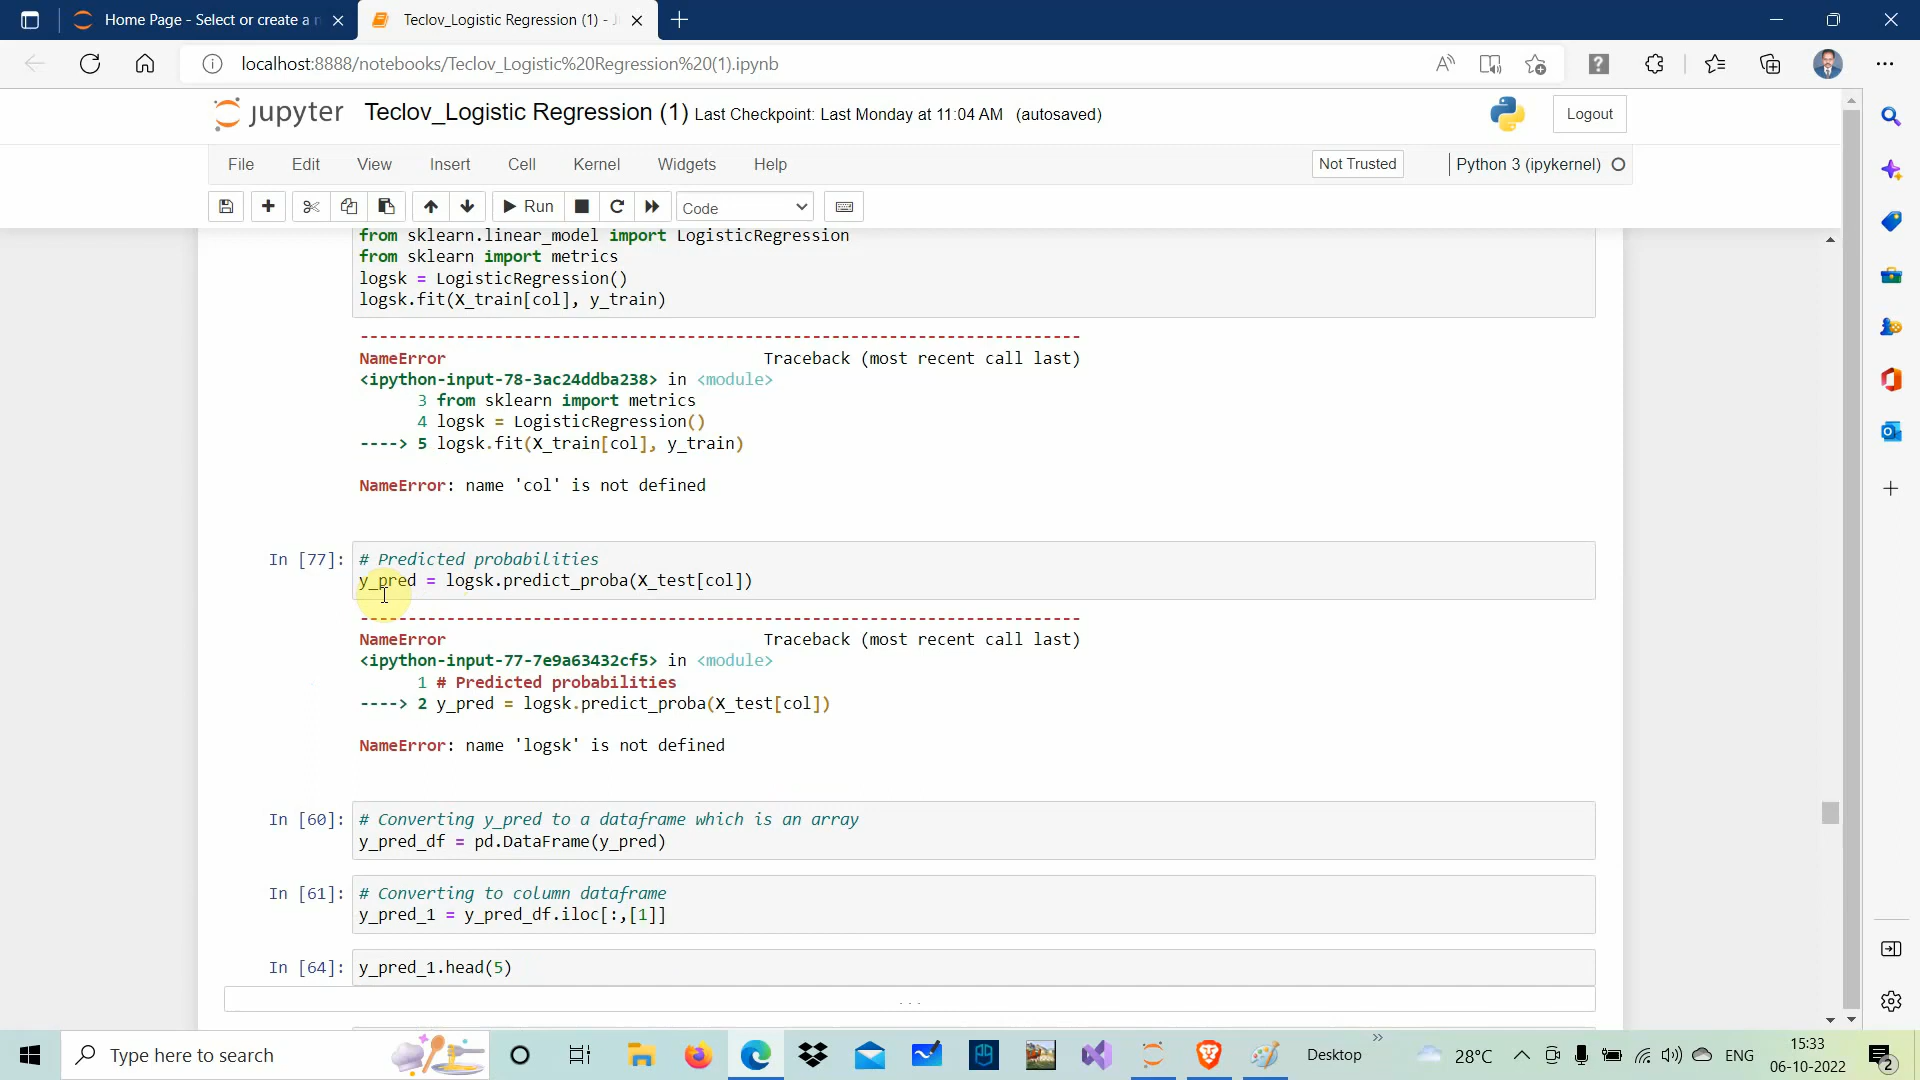 Home Page - Select or create a n
Teclov_Logistic Regression (1) - J
localhost:8888/notebooks/Teclov_Logistic%20Regression%20(1).ipynb
jupyter Teclov_Logistic Regression (1) Last Checkpoint: Last Monday at 11:04 AM (autosaved)
Logout
File Edit View Insert Cell Kernel Widgets Help
Not Trusted
Python 3 (ipykernel)
Run
Code
from sklearn.linear_model import LogisticRegression
from sklearn import metrics
logsk = LogisticRegression()
logsk.fit(X_train[col], y_train)
---------------------------------------------------------------------------
NameError Traceback (most recent call last)
<ipython-input-78-3ac24ddba238> in <module>
3 from sklearn import metrics
4 logsk = LogisticRegression()
----> 5 logsk.fit(X_train[col], y_train)
NameError: name 'col' is not defined
In [77]: # Predicted probabilities
y_pred = logsk.predict_proba(X_test[col])
---------------------------------------------------------------------------
NameError Traceback (most recent call last)
<ipython-input-77-7e9a63432cf5> in <module>
1 # Predicted probabilities
----> 2 y_pred = logsk.predict_proba(X_test[col])
NameError: name 'logsk' is not defined
In [60]: # Converting y_pred to a dataframe which is an array
y_pred_df = pd.DataFrame(y_pred)
In [61]: # Converting to column dataframe
y_pred_1 = y_pred_df.iloc[:,[1]]
In [64]: y_pred_1.head(5)
...
Type here to search
Desktop
28°C
ENG
15:33
06-10-2022
2